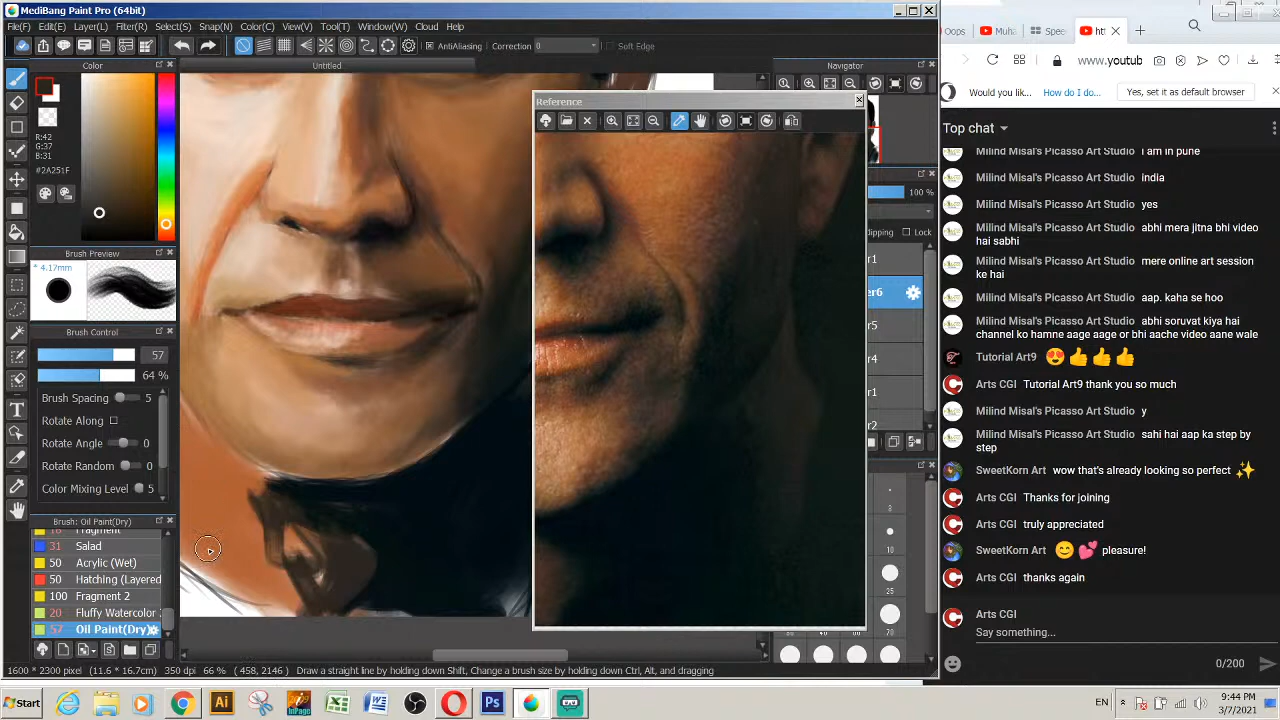 MediBang Paint Pro (64bit)
File(F) Edit(E) Layer(L) Filter(R) Select(S) Snap(N) Color(C) View(V) Tool(T) Window(W) Cloud Help
AntiAliasing Correction 0 Soft Edge
Color
Untitled
Navigator
R:42
G:37
B:31
#2A251F
Brush Preview
* 4.17mm
Brush Control
57
64 %
Brush Spacing 5
Rotate Along
Rotate Angle 0
Rotate Random 0
Color Mixing Level 5
Brush: Oil Paint(Dry)
Fragment
31 Salad
50 Acrylic (Wet)
50 Hatching (Layered
100 Fragment 2
20 Fluffy Watercolor
57 Oil Paint(Dry)
Reference
100 %
Lock
10
25
70
1600 * 2300 pixel (11.6 * 16.7cm) 350 dpi 66 % (458, 2146) Draw a straight line by holding down Shift, Change a brush size by holding down Ctrl, Alt, and dragging
Oops Muha Spee ht
www.youtub
Would you like... How do I do... Yes, set it as default browser
Top chat
Milind Misal's Picasso Art Studio i am in pune
Milind Misal's Picasso Art Studio india
Milind Misal's Picasso Art Studio yes
Milind Misal's Picasso Art Studio abhi mera jitna bhi video
hai sabhi
Milind Misal's Picasso Art Studio mere online art session
ke hai
Milind Misal's Picasso Art Studio aap. kaha se hoo
Milind Misal's Picasso Art Studio abhi soruvat kiya hai
channel ko hamne aage aage or bhi aache video aane wale
Tutorial Art9 😍👍👍👍
Arts CGI Tutorial Art9 thank you so much
Milind Misal's Picasso Art Studio y
Milind Misal's Picasso Art Studio sahi hai aap ka step by
step
SweetKorn Art wow that's already looking so perfect ✨
Arts CGI Thanks for joining
Arts CGI truly appreciated
SweetKorn Art 😊💕 pleasure!
Arts CGI thanks again
Arts CGI
Say something...
Start
EN
9:44 PM
3/7/2021